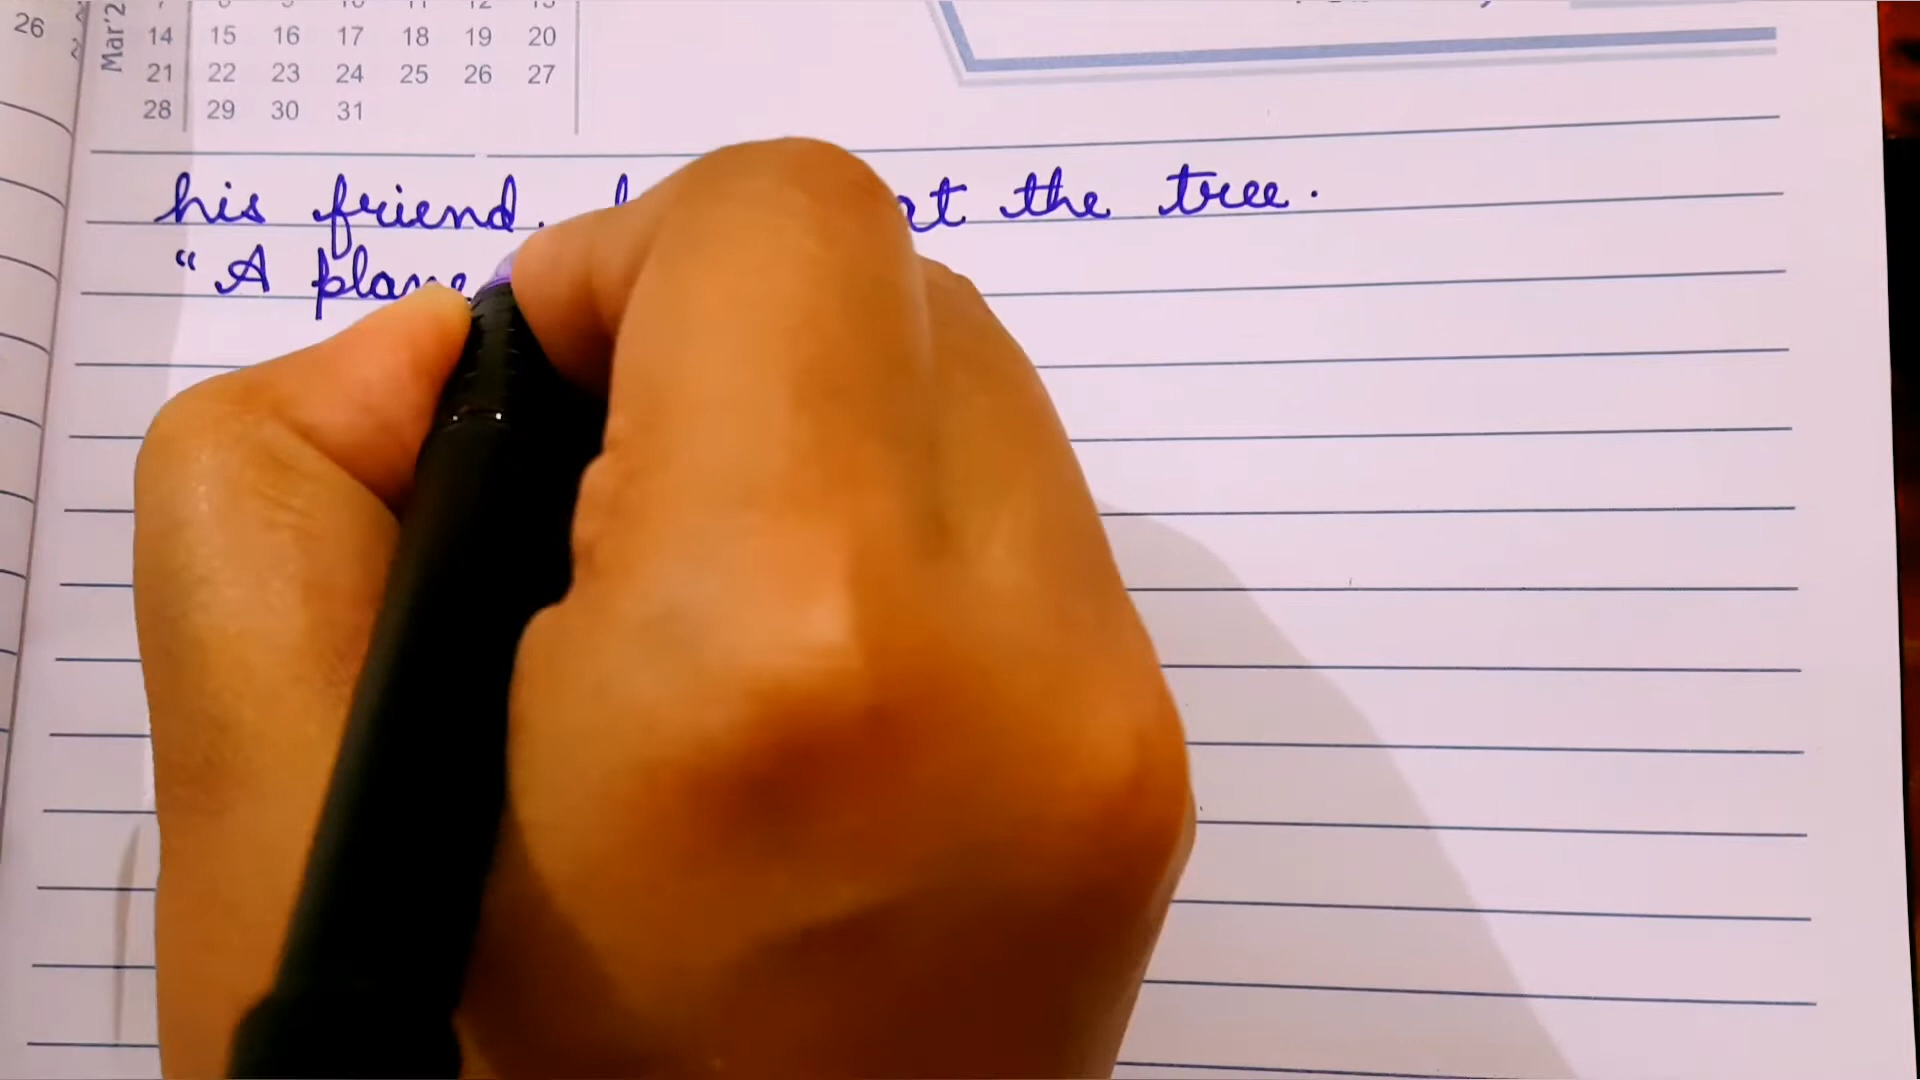 26
Mar'2
14 15 16 17 18 19 20
21 22 23 24 25 26 27
28 29 30 31
his friend. at the tree.
“A plane